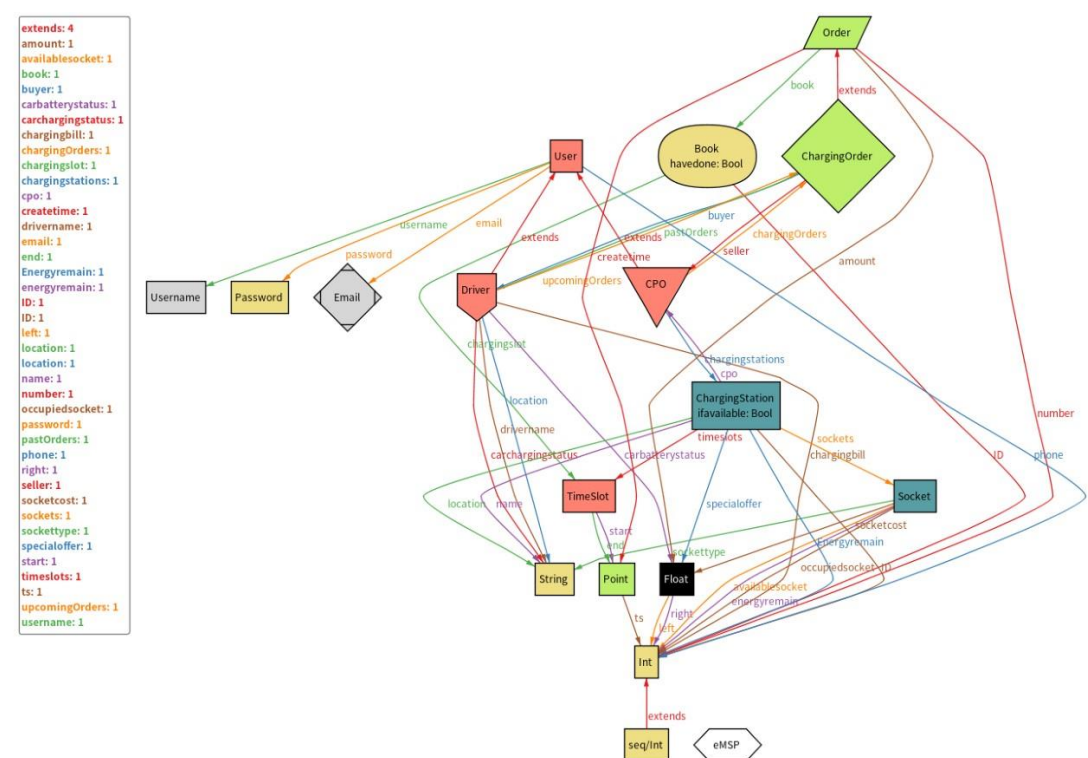 extends: 4
amount: 1
availablesocket: 1
book: 1
buyer: 1
carbatterystatus: 1
carchargingstatus: 1
chargingbill: 1
chargingOrders: 1
chargingslot: 1
chargingstations: 1
cpo: 1
createtime: 1
drivername: 1
email: 1
end: 1
Energyremain: 1
energyremain: 1
ID: 1
ID: 1
left: 1
location: 1
location: 1
name: 1
number: 1
occupiedsocket: 1
password: 1
pastOrders: 1
phone: 1
right: 1
seller: 1
socketcost: 1
sockets: 1
sockettype: 1
specialoffer: 1
start: 1
timeslots: 1
ts: 1
upcomingOrders: 1
username: 1
Order
book
extends
User
Book
havedone: Bool
ChargingOrder
username
email
buyer
pastOrders
chargingOrders
extends
extends
seller
password
createtime
amount
upcomingOrders
Username
Password
Email
Driver
CPO
chargingslot
chargingstations
cpo
location
ChargingStation
ifavailable: Bool
number
drivername
timeslots
sockets
carchargingstatus
carbatterystatus
chargingbill
ID
phone
TimeSlot
Socket
location
name
specialoffer
socketcost
start
end
Energyremain
sockettype
occupiedsocket
ID
String
Point
Float
availablesocket
energyremain
ts
right
left
Int
extends
seq/Int
eMSP